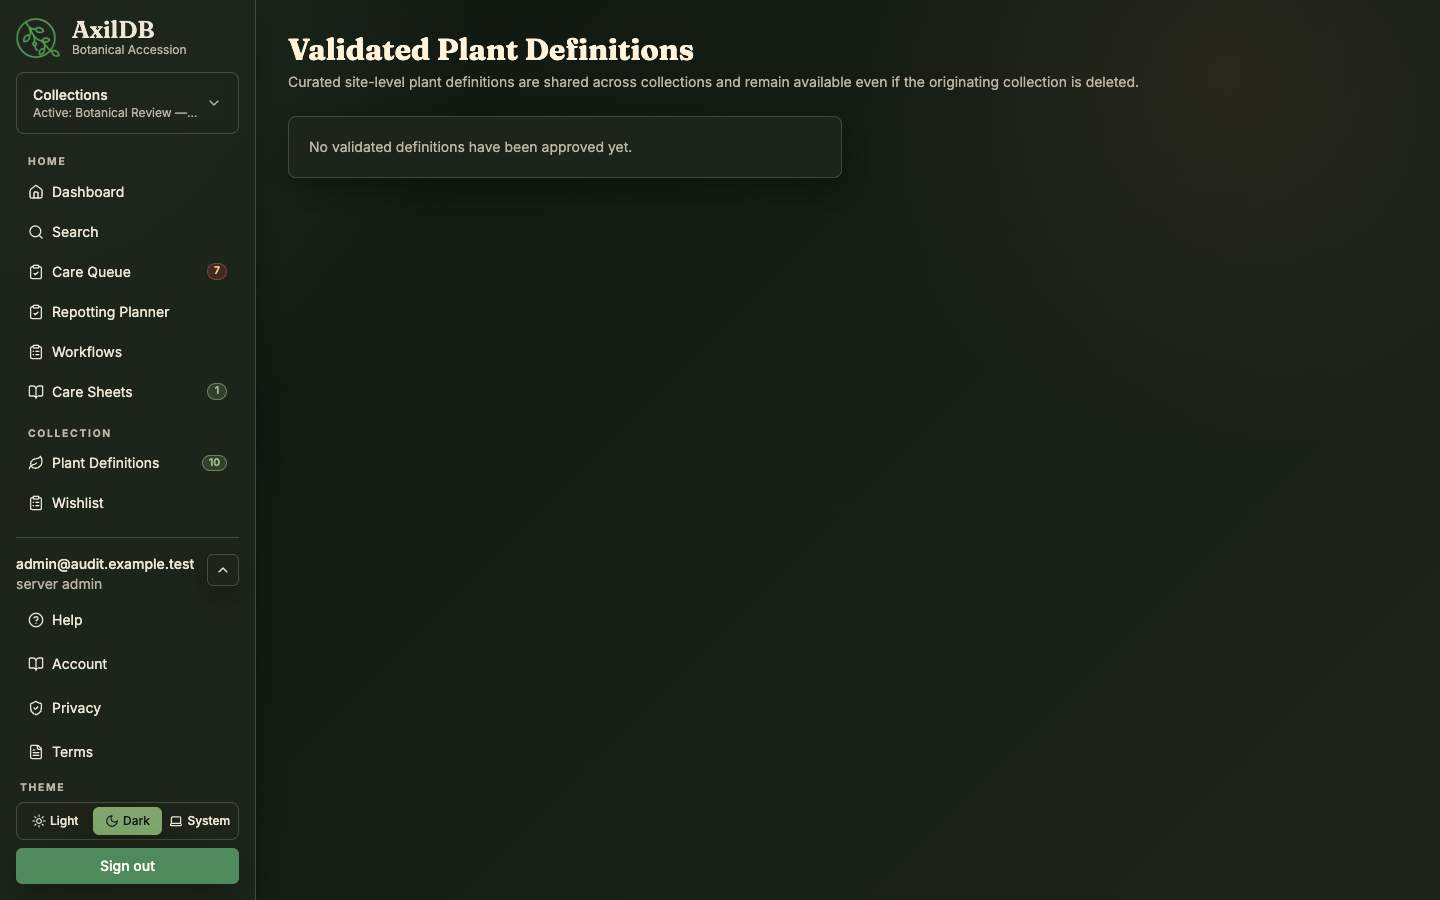 AxilDB
Botanical Accession
Collections
Active: Botanical Review —...
HOME
Dashboard
Search
Care Queue 7
Repotting Planner
Workflows
Care Sheets 1
COLLECTION
Plant Definitions 10
Wishlist
admin@audit.example.test
server admin
Help
Account
Privacy
Terms
THEME
Light Dark System
Sign out
Validated Plant Definitions
Curated site-level plant definitions are shared across collections and remain available even if the originating collection is deleted.
No validated definitions have been approved yet.